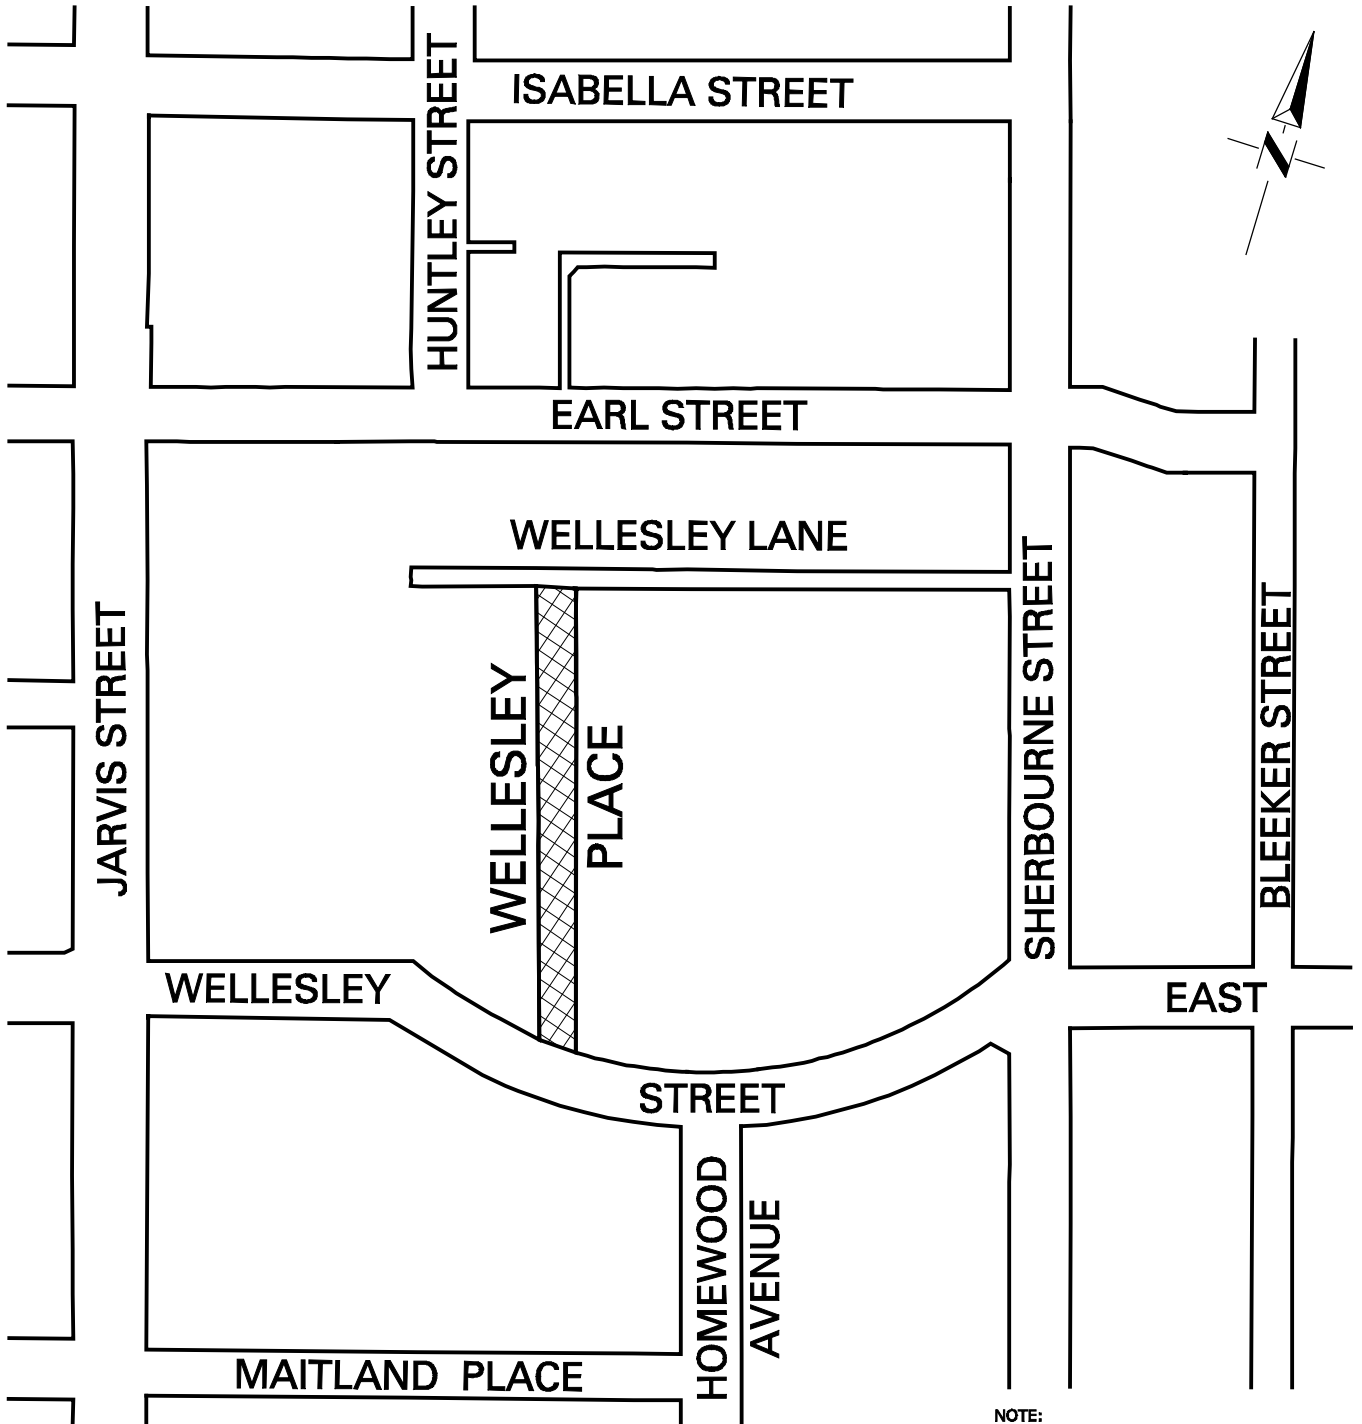 ISABELLA STREET
HUNTLEY STREET
N
EARL STREET
WELLESLEY LANE
JARVIS STREET
WELLESLEY
PLACE
SHERBOURNE STREET
BLEEKER STREET
WELLESLEY
EAST
STREET
HOMEWOOD
AVENUE
MAITLAND PLACE
NOTE: